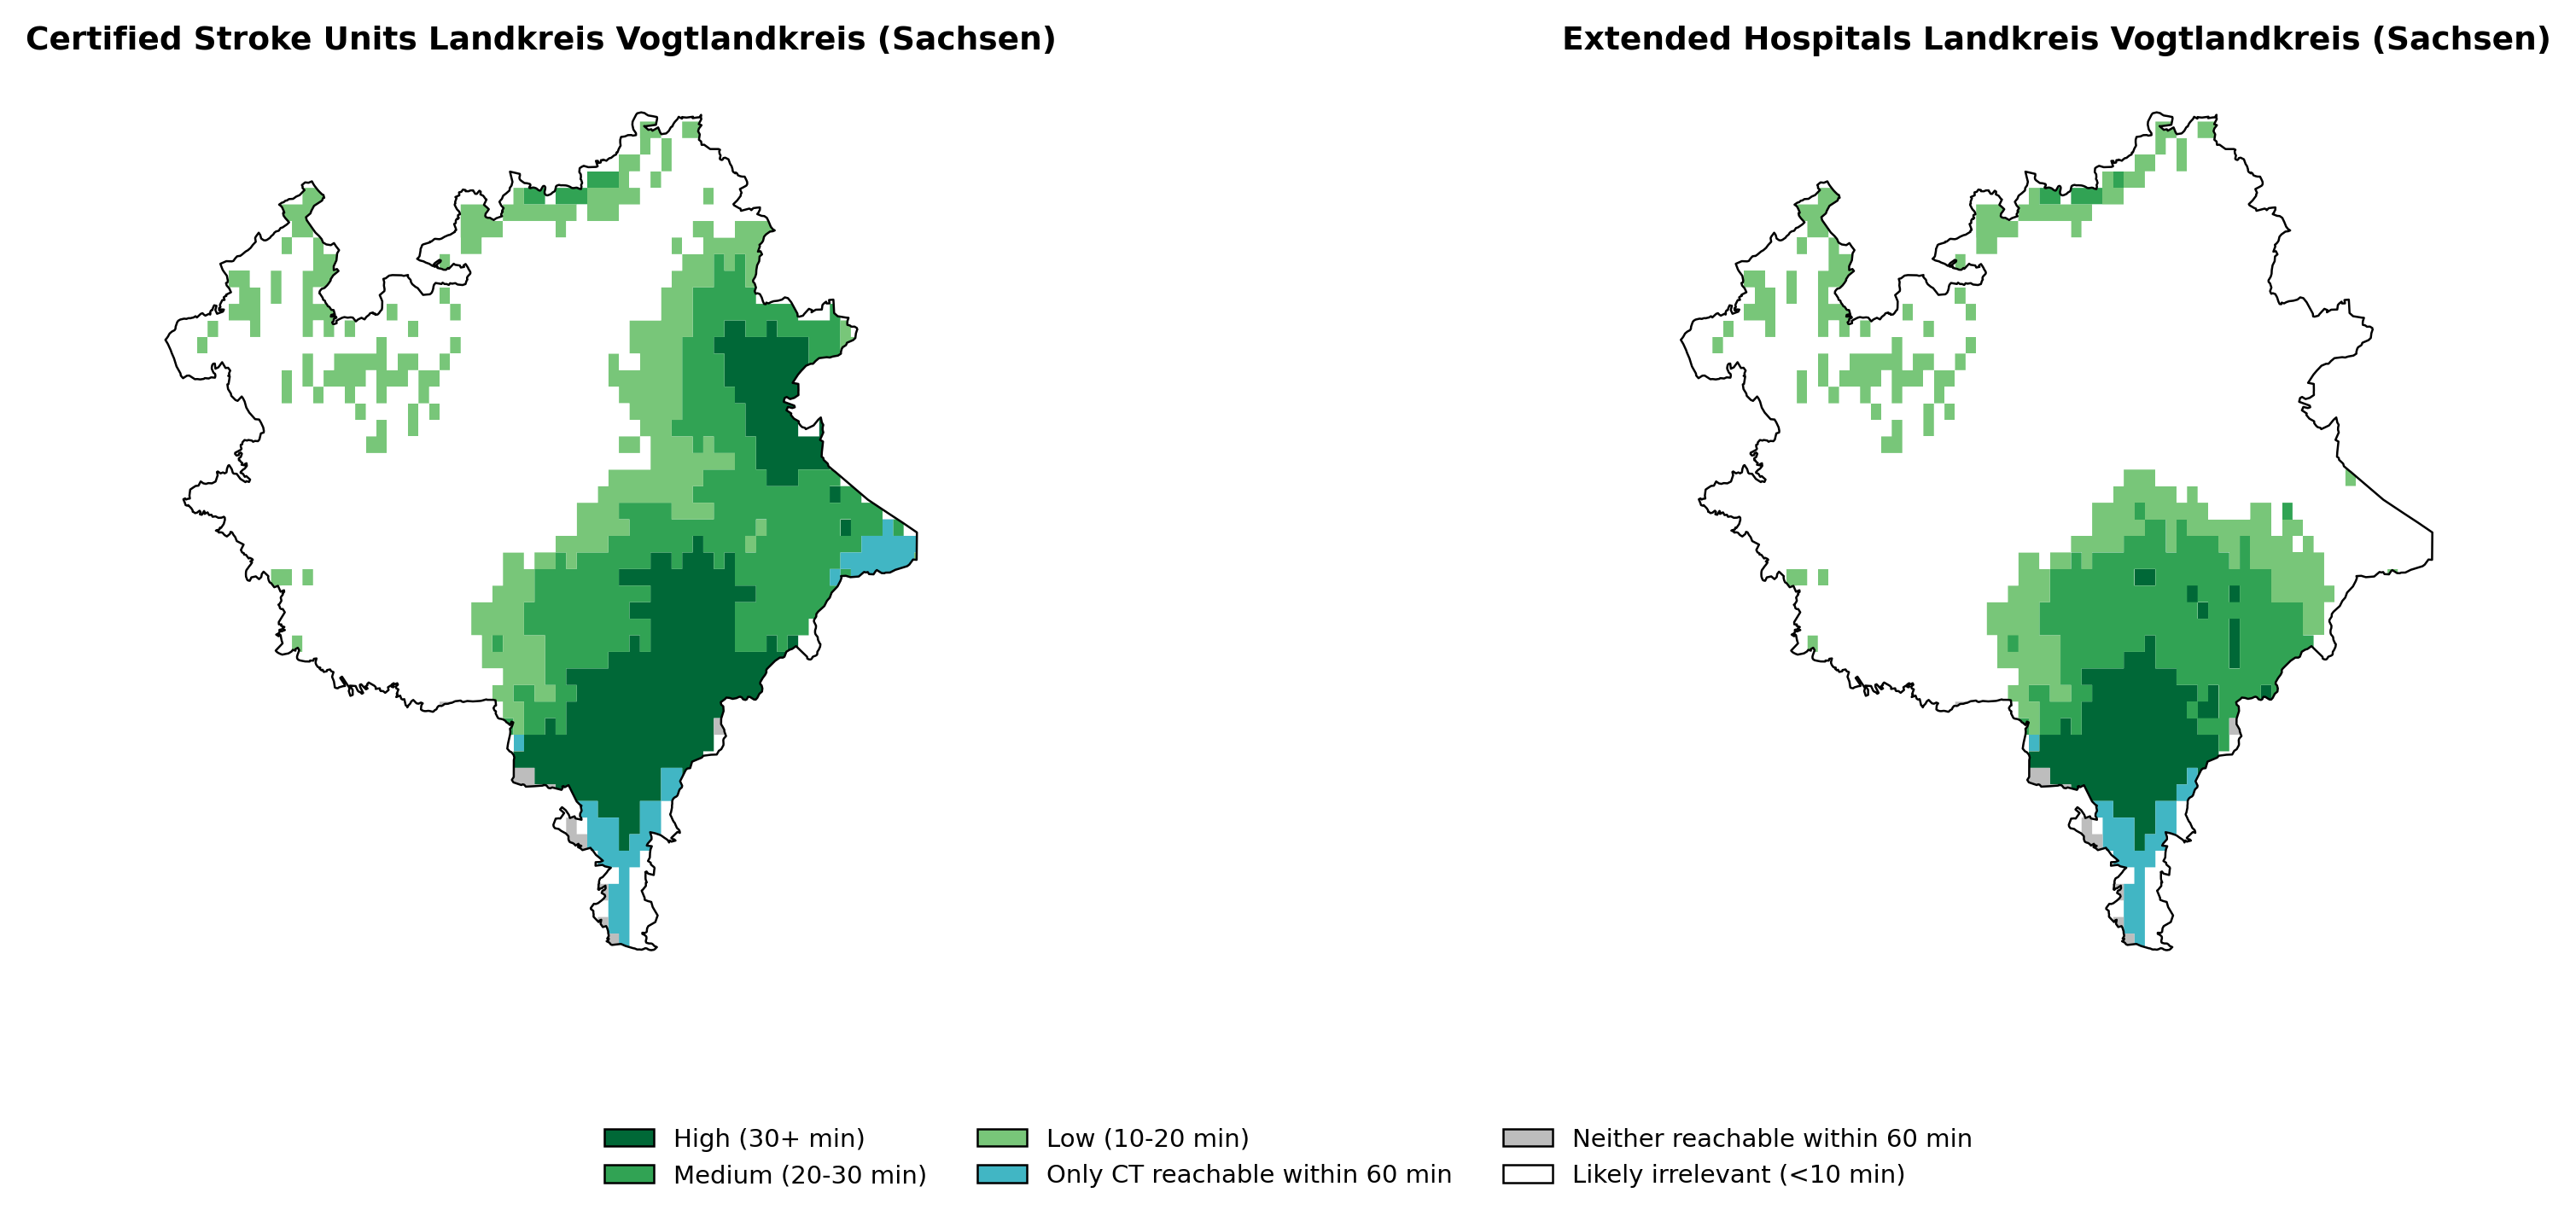 Certified Stroke Units Landkreis Vogtlandkreis (Sachsen)
Extended Hospitals Landkreis Vogtlandkreis (Sachsen)
High (30+ min)
Medium (20-30 min)
Low (10-20 min)
Only CT reachable within 60 min
Neither reachable within 60 min
Likely irrelevant (<10 min)